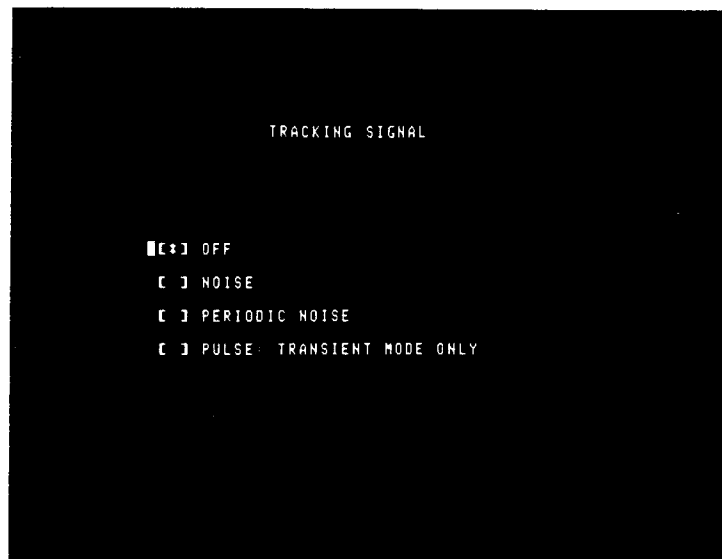 TRACKING SIGNAL
[*] OFF
[ ] NOISE
[ ] PERIODIC NOISE
[ ] PULSE: TRANSIENT MODE ONLY